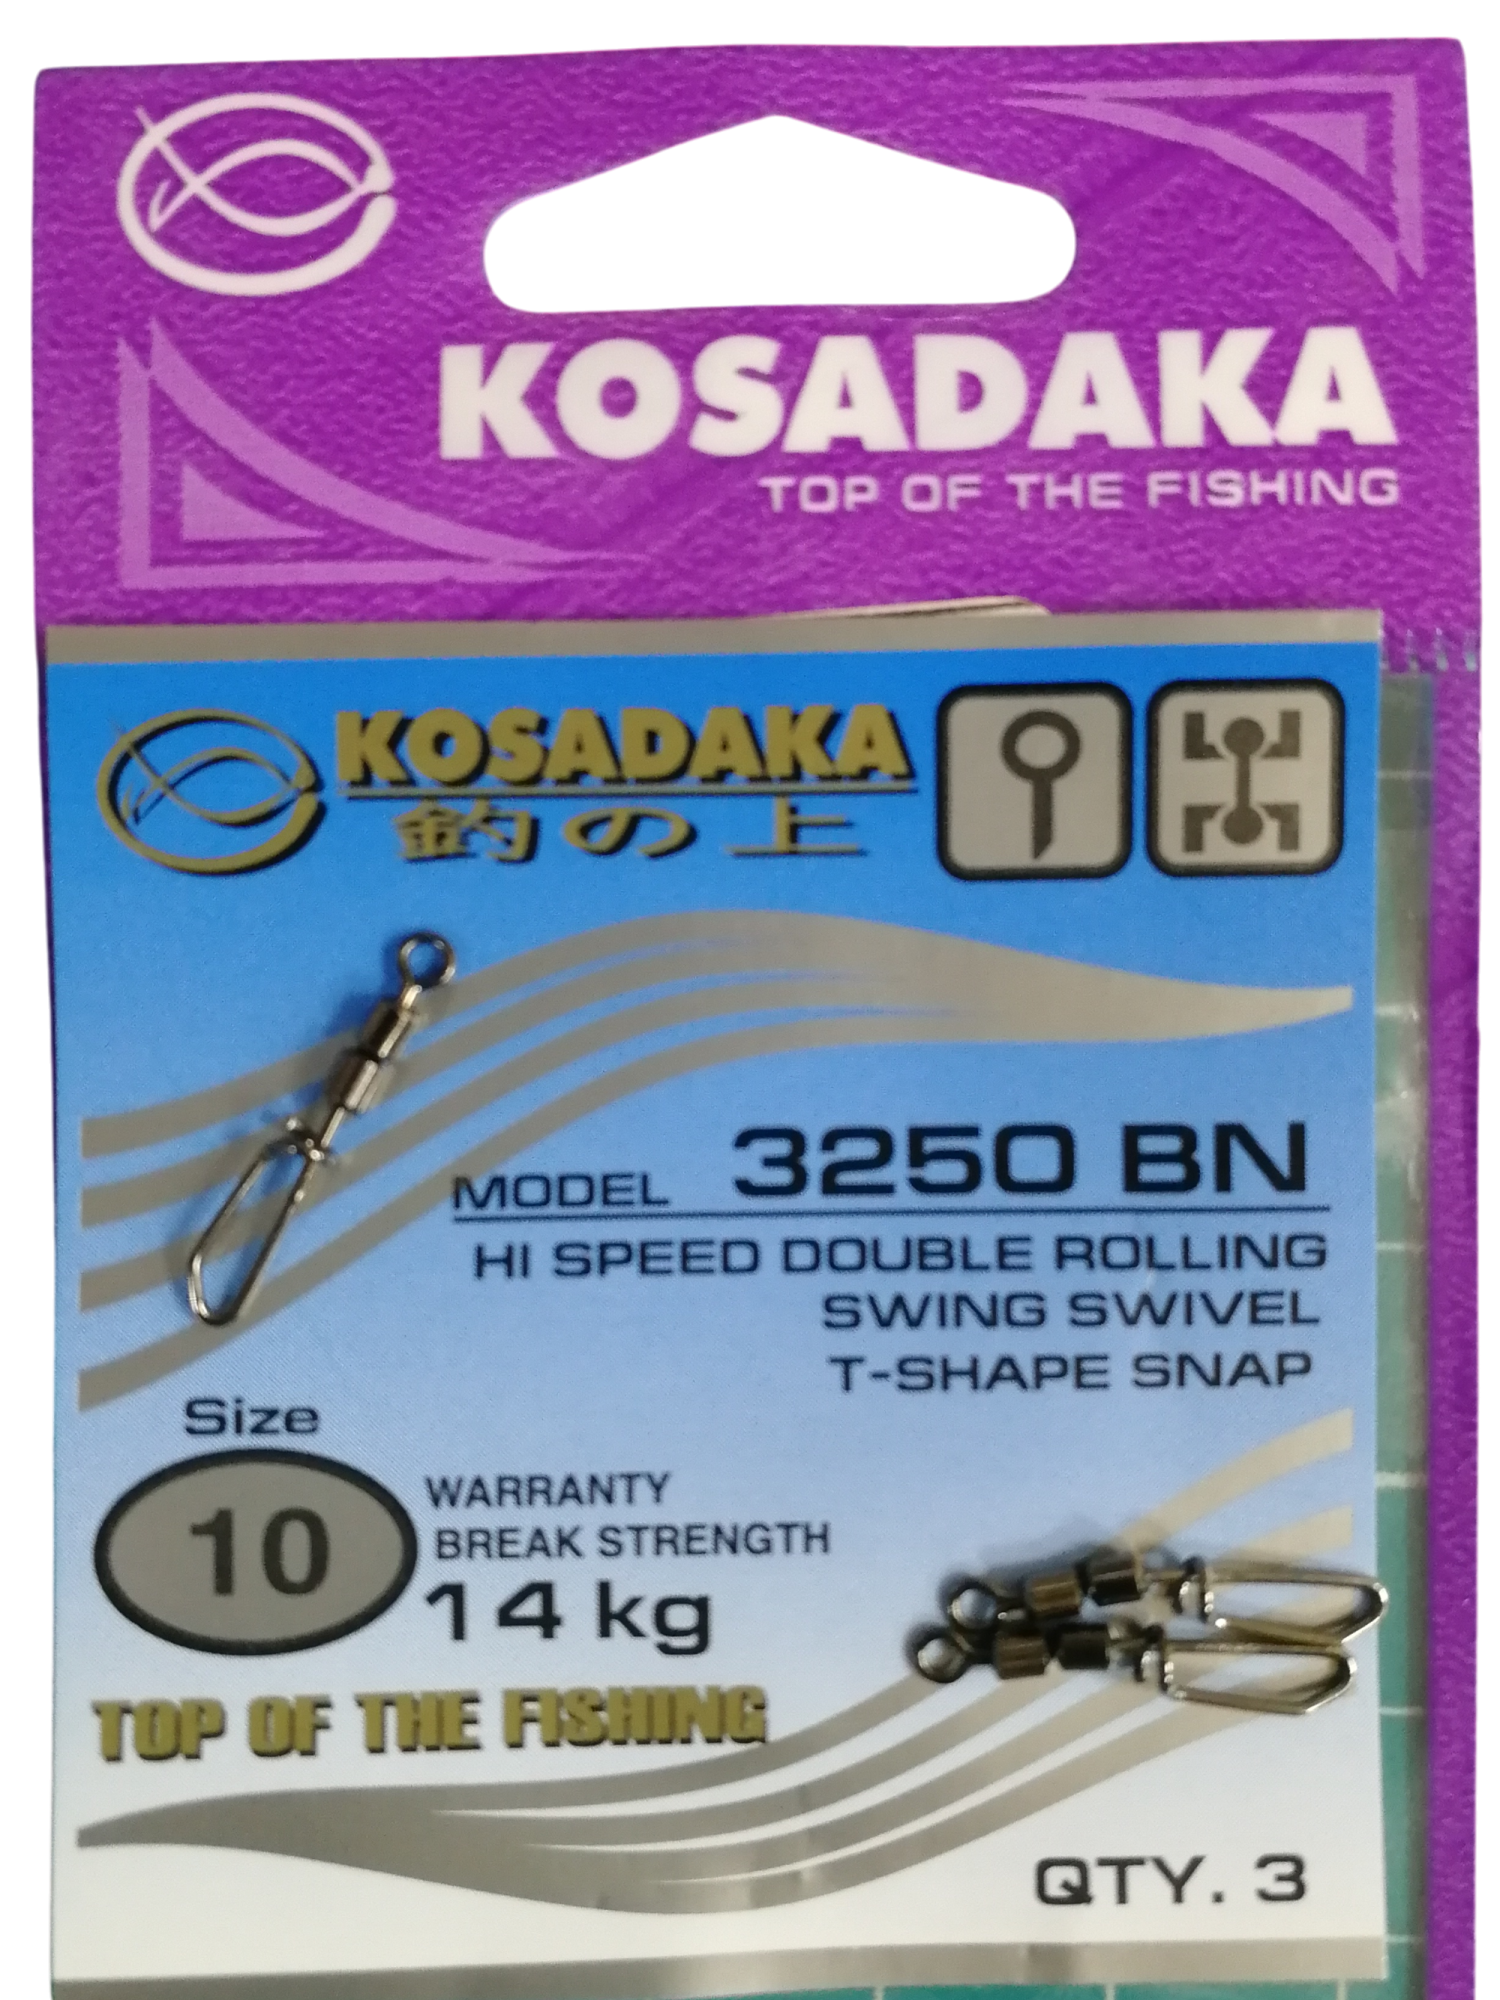 KOSADAKA
TOP OF THE FISHING
KOSADAKA
釣の上
MODEL 3250 BN
HI SPEED DOUBLE ROLLING
SWING SWIVEL
T-SHAPE SNAP
Size
10
WARRANTY
BREAK STRENGTH
14 kg
TOP OF THE FISHING
QTY. 3